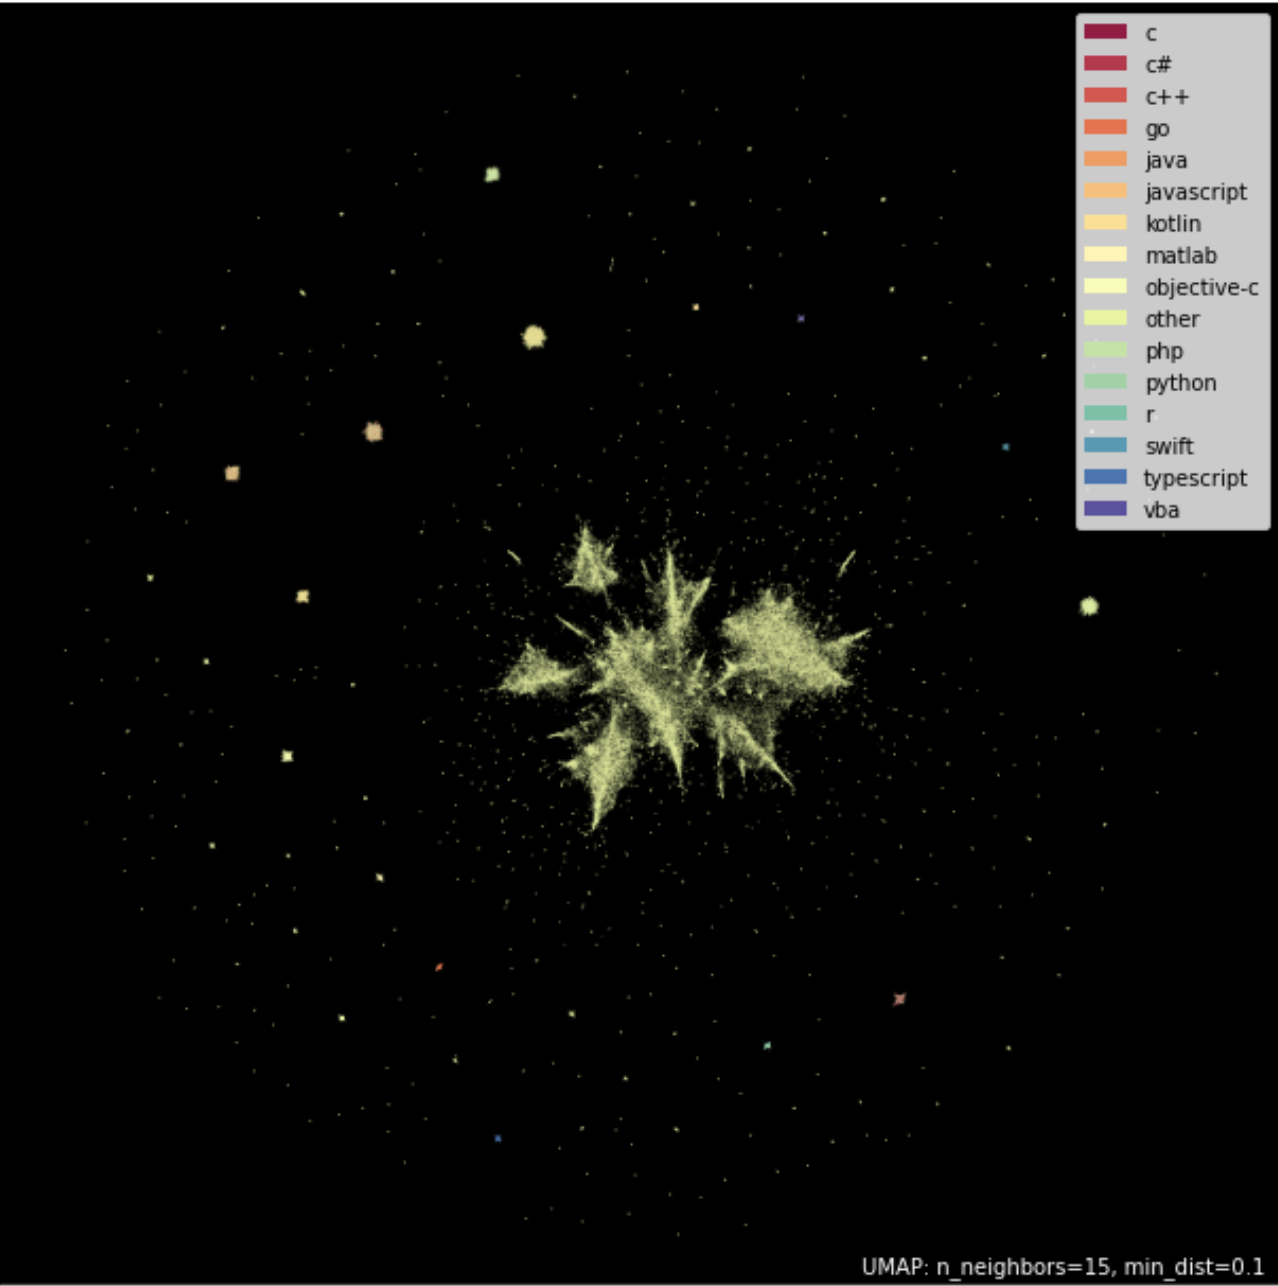 c
c#
c++
go
java
javascript
kotlin
matlab
objective-c
other
php
python
r
swift
typescript
vba
UMAP: n_neighbors=15, min_dist=0.1